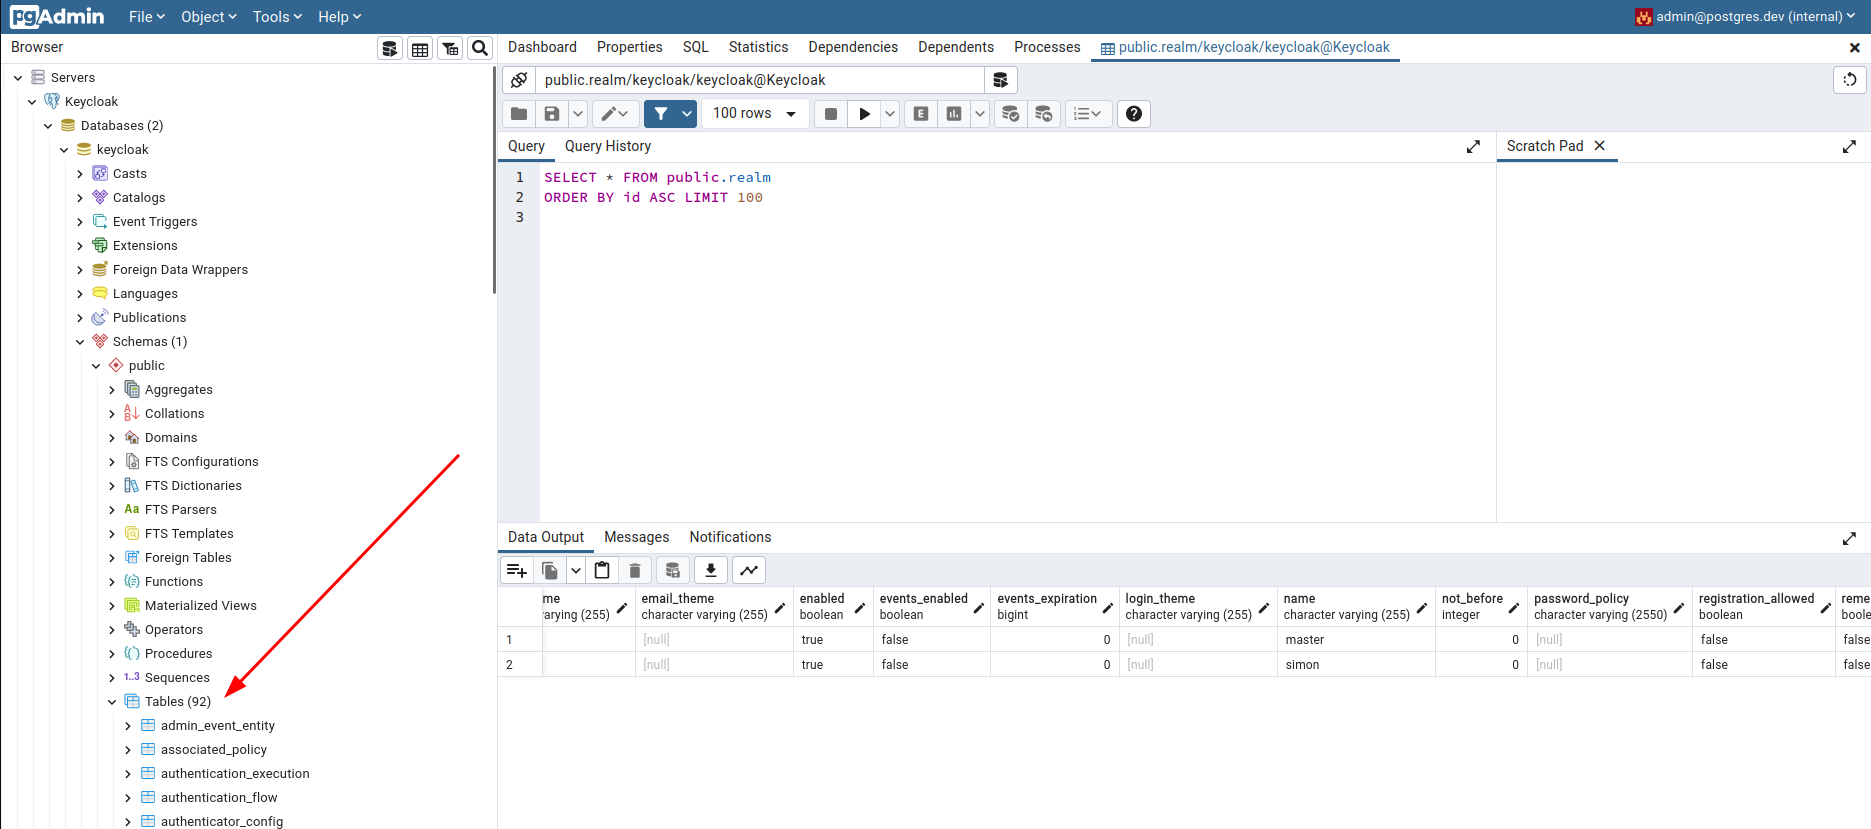 pgAdmin File Object Tools Help admin@postgres.dev (internal)
Browser
Dashboard Properties SQL Statistics Dependencies Dependents Processes public.realm/keycloak/keycloak@Keycloak
Servers
Keycloak
Databases (2)
keycloak
Casts
Catalogs
Event Triggers
Extensions
Foreign Data Wrappers
Languages
Publications
Schemas (1)
public
Aggregates
A
B
Collations
Domains
FTS Configurations
FTS Dictionaries
Aa FTS Parsers
FTS Templates
Foreign Tables
Functions
Materialized Views
Operators
Procedures
1..3 Sequences
Tables (92)
admin_event_entity
associated_policy
authentication_execution
authentication_flow
authenticator_config
public.realm/keycloak/keycloak@Keycloak
100 rows E
Query Query History
Scratch Pad
1 SELECT * FROM public.realm
2 ORDER BY id ASC LIMIT 100
3
Data Output Messages Notifications
me email_theme enabled events_enabled events_expiration login_theme name not_before password_policy registration_allowed reme
varying (255) character varying (255) boolean boolean bigint character varying (255) character varying (255) integer character varying (2550) boolean boole
1 [null] true false 0 [null] master 0 [null] false false
2 [null] true false 0 [null] simon 0 [null] false false